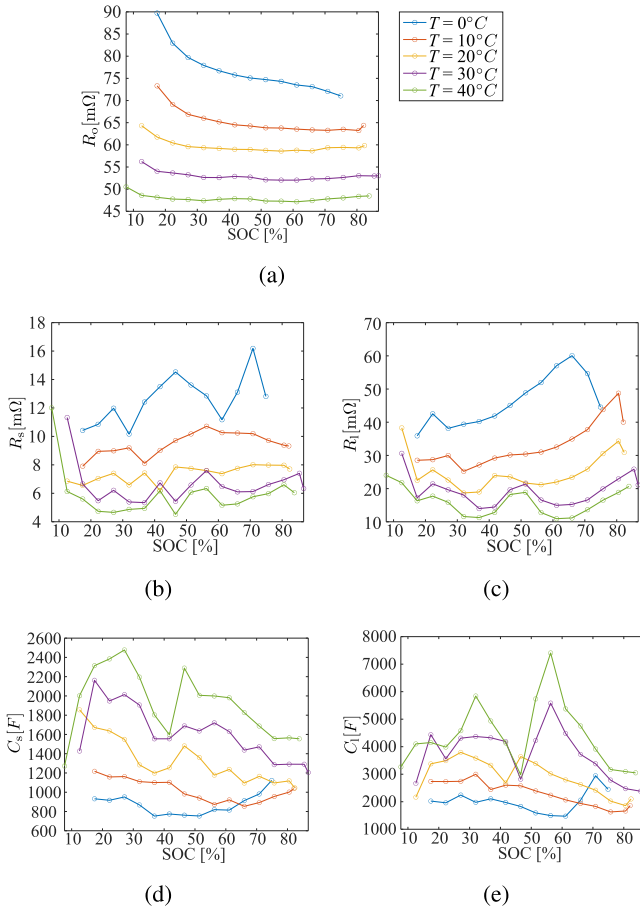 90
85
80
75
70
65
60
55
50
45
R_o[mΩ]
10 20 30 40 50 60 70 80
SOC [%]
T = 0°C
T = 10°C
T = 20°C
T = 30°C
T = 40°C
(a)
18
16
14
12
10
8
6
4
R_s[mΩ]
10 20 30 40 50 60 70 80
SOC [%]
(b)
70
60
50
40
30
20
10
R_l[mΩ]
10 20 30 40 50 60 70 80
SOC [%]
(c)
2600
2400
2200
2000
1800
1600
1400
1200
1000
800
600
C_s[F]
10 20 30 40 50 60 70 80
SOC [%]
(d)
8000
7000
6000
5000
4000
3000
2000
1000
C_l[F]
10 20 30 40 50 60 70 80
SOC [%]
(e)